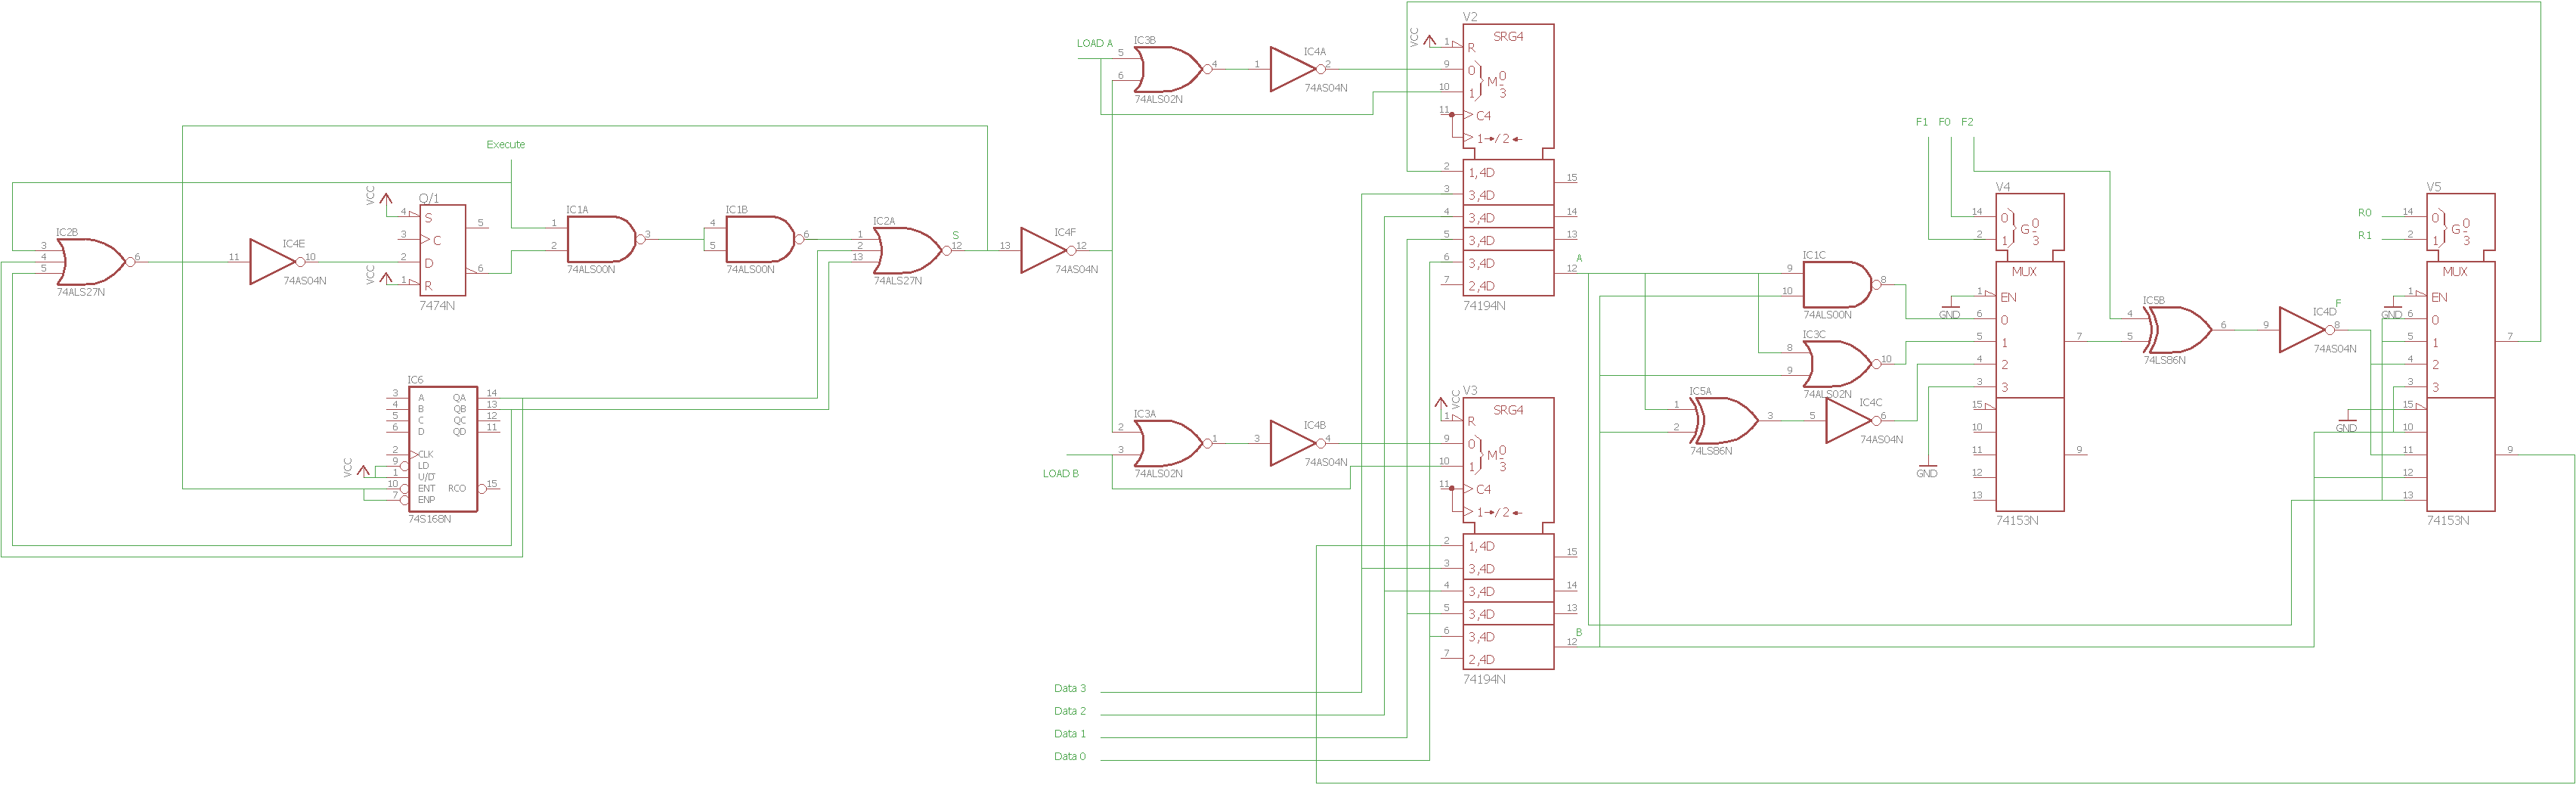 Execute
IC2B
3
4
5
6
74ALS27N
IC4E
11
10
74AS04N
Q/1
VCC
4
S
5
3
C
2
D
6
VCC
1
R
7474N
IC1A
1
2
3
74ALS00N
IC1B
4
5
6
74ALS00N
IC2A
1
2
13
S
12
74ALS27N
IC4F
13
12
74AS04N
IC6
3
A
QA
14
4
B
QB
13
5
C
QC
12
6
D
QD
11
2
CLK
9
LD
VCC
1
U/D
10
ENT
RCO
15
7
ENP
74S168N
LOAD A
IC3B
5
6
4
74ALS02N
IC4A
1
2
74AS04N
LOAD B
IC3A
2
3
1
74ALS02N
IC4B
3
4
74AS04N
V2
SRG4
VCC
1
R
9
0
M
0
3
10
1
11
C4
1→/2←
2
1,4D
15
3
3,4D
4
3,4D
14
5
3,4D
13
6
3,4D
A
12
7
2,4D
74194N
V3
SRG4
VCC
1
R
9
0
M
0
3
10
1
11
C4
1→/2←
2
1,4D
15
3
3,4D
4
3,4D
14
5
3,4D
13
6
3,4D
B
12
7
2,4D
74194N
Data 3
Data 2
Data 1
Data 0
IC1C
9
10
8
74ALS00N
IC3C
8
9
10
74ALS02N
IC5A
1
2
3
74LS86N
IC4C
5
6
74AS04N
F1 F0 F2
V4
14
0
G
0
3
2
1
MUX
1
EN
GND
6
0
5
1
4
2
3
3
7
15
10
11
9
12
13
GND
74153N
IC5B
4
5
6
74LS86N
IC4D
9
F
8
74AS04N
V5
R0
14
0
G
0
3
R1
2
1
MUX
1
EN
GND
6
0
5
1
4
2
3
3
7
15
GND
10
11
9
12
13
74153N